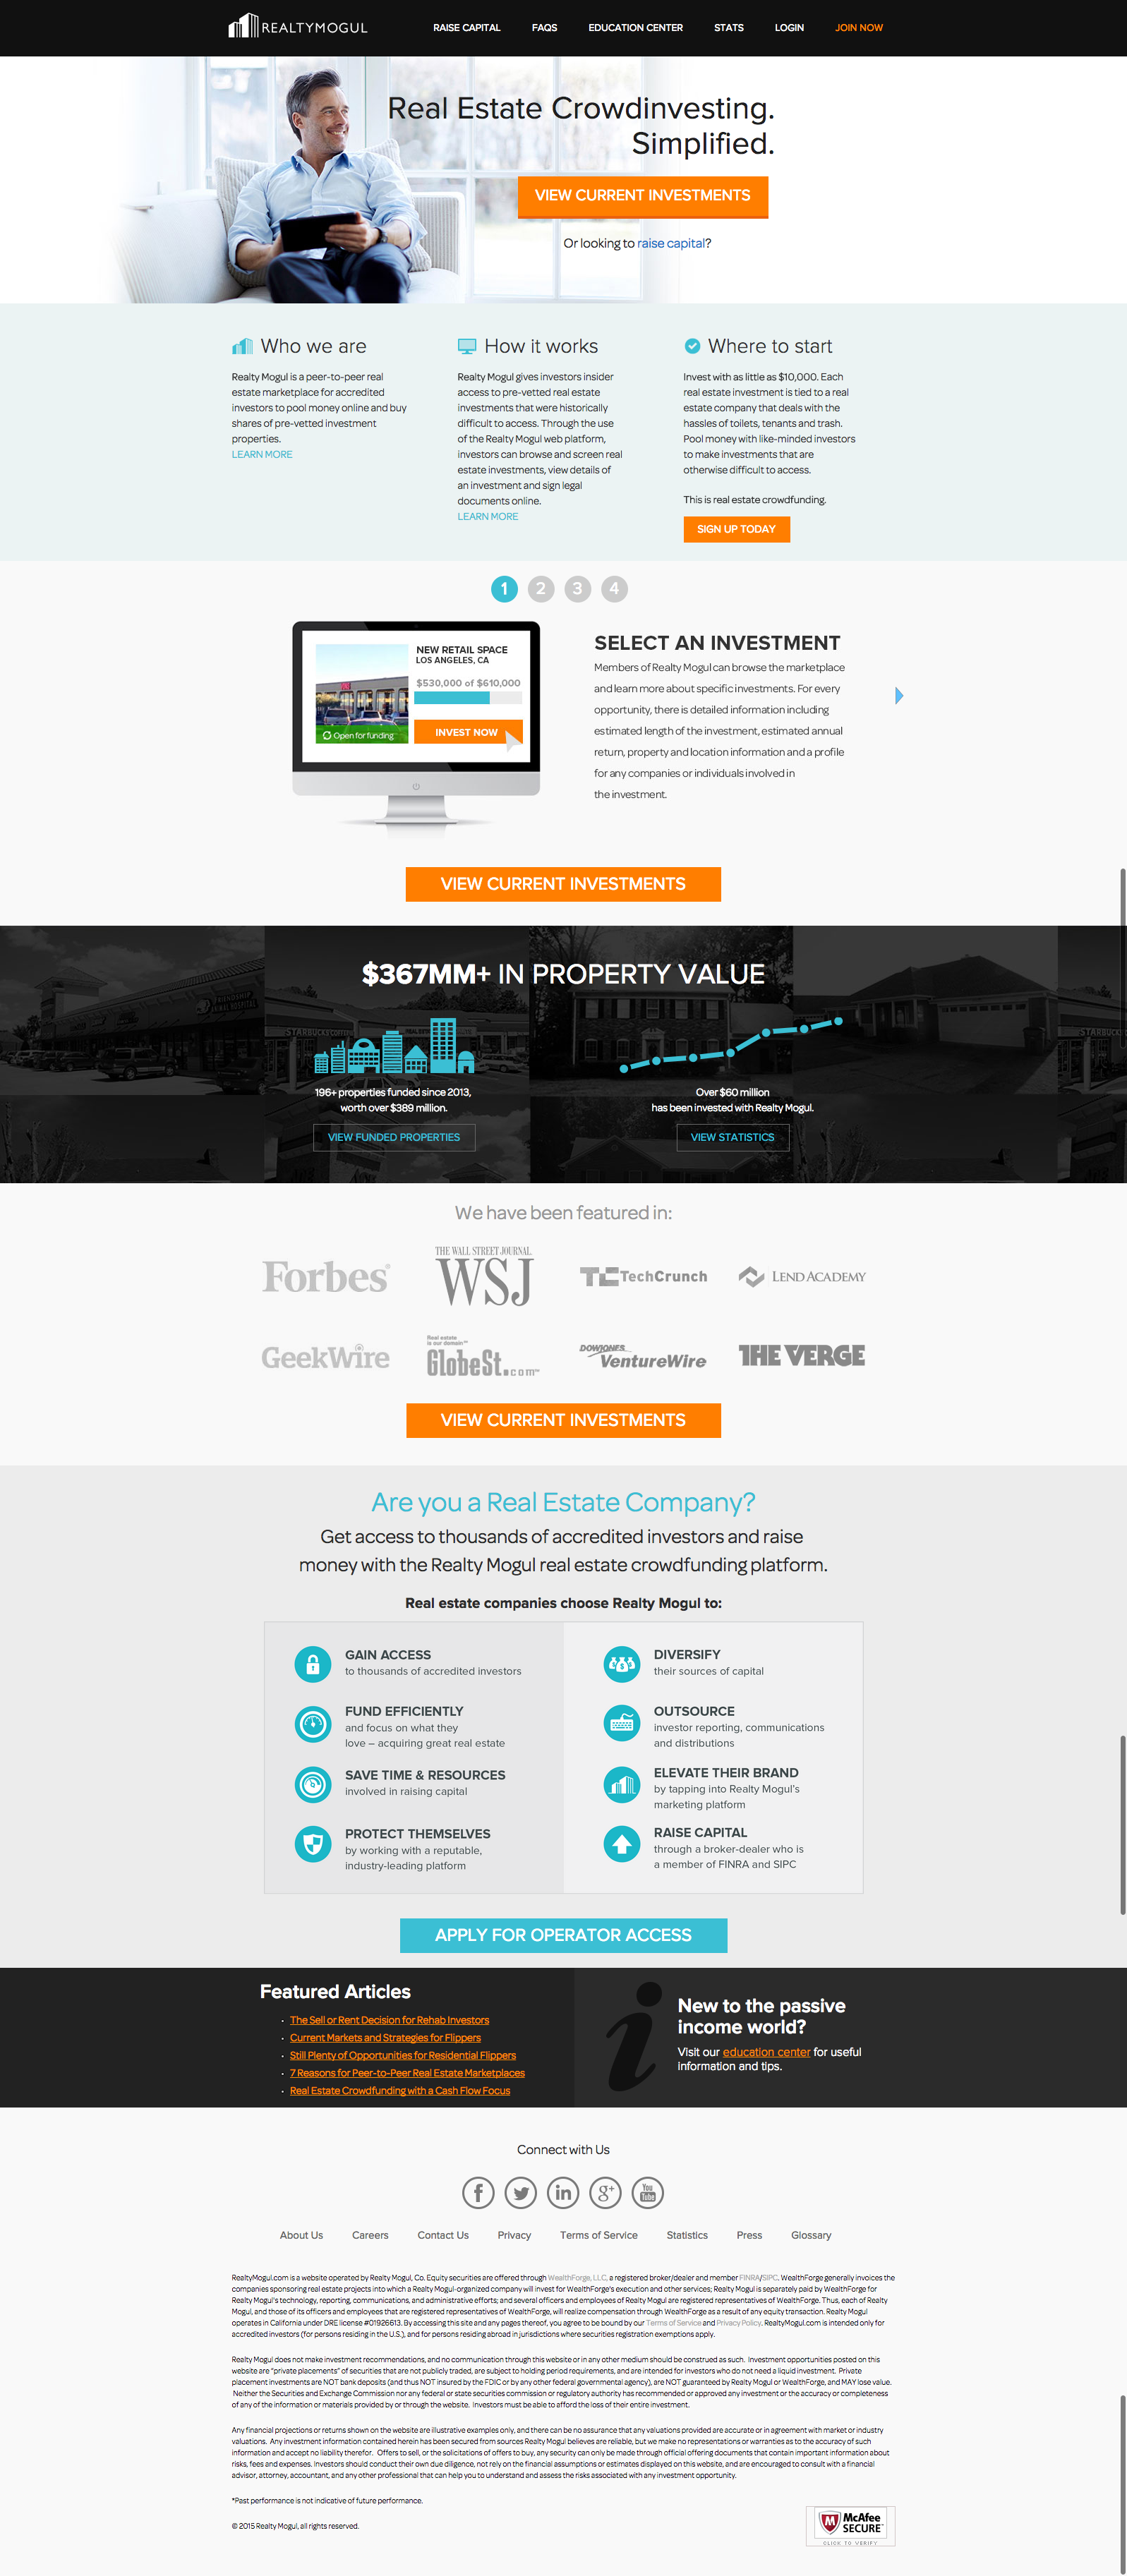 REALTYMOGUL
RAISE CAPITAL FAQS EDUCATION CENTER STATS LOGIN JOIN NOW
Real Estate Crowdinvesting.
Simplified.
VIEW CURRENT INVESTMENTS
Or looking to raise capital?
Who we are
Realty Mogul is a peer-to-peer real
estate marketplace for accredited
investors to pool money online and buy
shares of pre-vetted investment
properties.
LEARN MORE
How it works
Realty Mogul gives investors insider
access to pre-vetted real estate
investments that were historically
difficult to access. Through the use
of the Realty Mogul web platform,
investors can browse and screen real
estate investments, view details of
an investment and sign legal
documents online.
LEARN MORE
Where to start
Invest with as little as $10,000. Each
real estate investment is tied to a real
estate company that deals with the
hassles of toilets, tenants and trash.
Pool money with like-minded investors
to make investments that are
otherwise difficult to access.
This is real estate crowdfunding.
SIGN UP TODAY
1 2 3 4
NEW RETAIL SPACE
LOS ANGELES, CA
$530,000 of $610,000
Open for funding
INVEST NOW
SELECT AN INVESTMENT
Members of Realty Mogul can browse the marketplace
and learn more about specific investments. For every
opportunity, there is detailed information including
estimated length of the investment, estimated annual
return, property and location information and a profile
for any companies or individuals involved in
the investment.
VIEW CURRENT INVESTMENTS
$367MM+ IN PROPERTY VALUE
STARBUCKS COFFEE
196+ properties funded since 2013,
worth over $389 million.
VIEW FUNDED PROPERTIES
Over $60 million
has been invested with Realty Mogul.
VIEW STATISTICS
We have been featured in:
Forbes®
THE WALL STREET JOURNAL.
WSJ
TechCrunch
LEND ACADEMY
GeekWire
Real estate
is our domain™
GlobeSt.com™
DOWJONES
VentureWire
THE VERGE
VIEW CURRENT INVESTMENTS
Are you a Real Estate Company?
Get access to thousands of accredited investors and raise
money with the Realty Mogul real estate crowdfunding platform.
Real estate companies choose Realty Mogul to:
GAIN ACCESS
to thousands of accredited investors
FUND EFFICIENTLY
and focus on what they
love – acquiring great real estate
SAVE TIME & RESOURCES
involved in raising capital
PROTECT THEMSELVES
by working with a reputable,
industry-leading platform
DIVERSIFY
their sources of capital
OUTSOURCE
investor reporting, communications
and distributions
ELEVATE THEIR BRAND
by tapping into Realty Mogul's
marketing platform
RAISE CAPITAL
through a broker-dealer who is
a member of FINRA and SIPC
APPLY FOR OPERATOR ACCESS
Featured Articles
• The Sell or Rent Decision for Rehab Investors
• Current Markets and Strategies for Flippers
• Still Plenty of Opportunities for Residential Flippers
• 7 Reasons for Peer-to-Peer Real Estate Marketplaces
• Real Estate Crowdfunding with a Cash Flow Focus
New to the passive
income world?
Visit our education center for useful
information and tips.
Connect with Us
f in g+ You Tube
About Us Careers Contact Us Privacy Terms of Service Statistics Press Glossary
RealtyMogul.com is a website operated by Realty Mogul, Co. Equity securities are offered through WealthForge, LLC, a registered broker/dealer and member FINRA/SIPC. WealthForge generally invoices the
companies sponsoring real estate projects into which a Realty Mogul-organized company will invest for WealthForge's execution and other services; Realty Mogul is separately paid by WealthForge for
Realty Mogul's technology, reporting, communications, and administrative efforts; and several officers and employees of Realty Mogul are registered representatives of WealthForge. Thus, each of Realty
Mogul, and those of its officers and employees that are registered representatives of WealthForge, will realize compensation through WealthForge as a result of any equity transaction. Realty Mogul
operates in California under DRE license #01926613. By accessing this site and any pages thereof, you agree to be bound by our Terms of Service and Privacy Policy. RealtyMogul.com is intended only for
accredited investors (for persons residing in the U.S.), and for persons residing abroad in jurisdictions where securities registration exemptions apply.
Realty Mogul does not make investment recommendations, and no communication through this website or in any other medium should be construed as such. Investment opportunities posted on this
website are "private placements" of securities that are not publicly traded, are subject to holding period requirements, and are intended for investors who do not need a liquid investment. Private
placement investments are NOT bank deposits (and thus NOT insured by the FDIC or by any other federal governmental agency), are NOT guaranteed by Realty Mogul or WealthForge, and MAY lose value.
Neither the Securities and Exchange Commission nor any federal or state securities commission or regulatory authority has recommended or approved any investment or the accuracy or completeness
of any of the information or materials provided by or through the website. Investors must be able to afford the loss of their entire investment.
Any financial projections or returns shown on the website are illustrative examples only, and there can be no assurance that any valuations provided are accurate or in agreement with market or industry
valuations. Any investment information contained herein has been secured from sources Realty Mogul believes are reliable, but we make no representations or warranties as to the accuracy of such
information and accept no liability therefor. Offers to sell, or the solicitations of offers to buy, any security can only be made through official offering documents that contain important information about
risks, fees and expenses. Investors should conduct their own due diligence, not rely on the financial assumptions or estimates displayed on this website, and are encouraged to consult with a financial
advisor, attorney, accountant, and any other professional that can help you to understand and assess the risks associated with any investment opportunity.
*Past performance is not indicative of future performance.
© 2015 Realty Mogul, all rights reserved.
McAfee
SECURE™
CLICK TO VERIFY